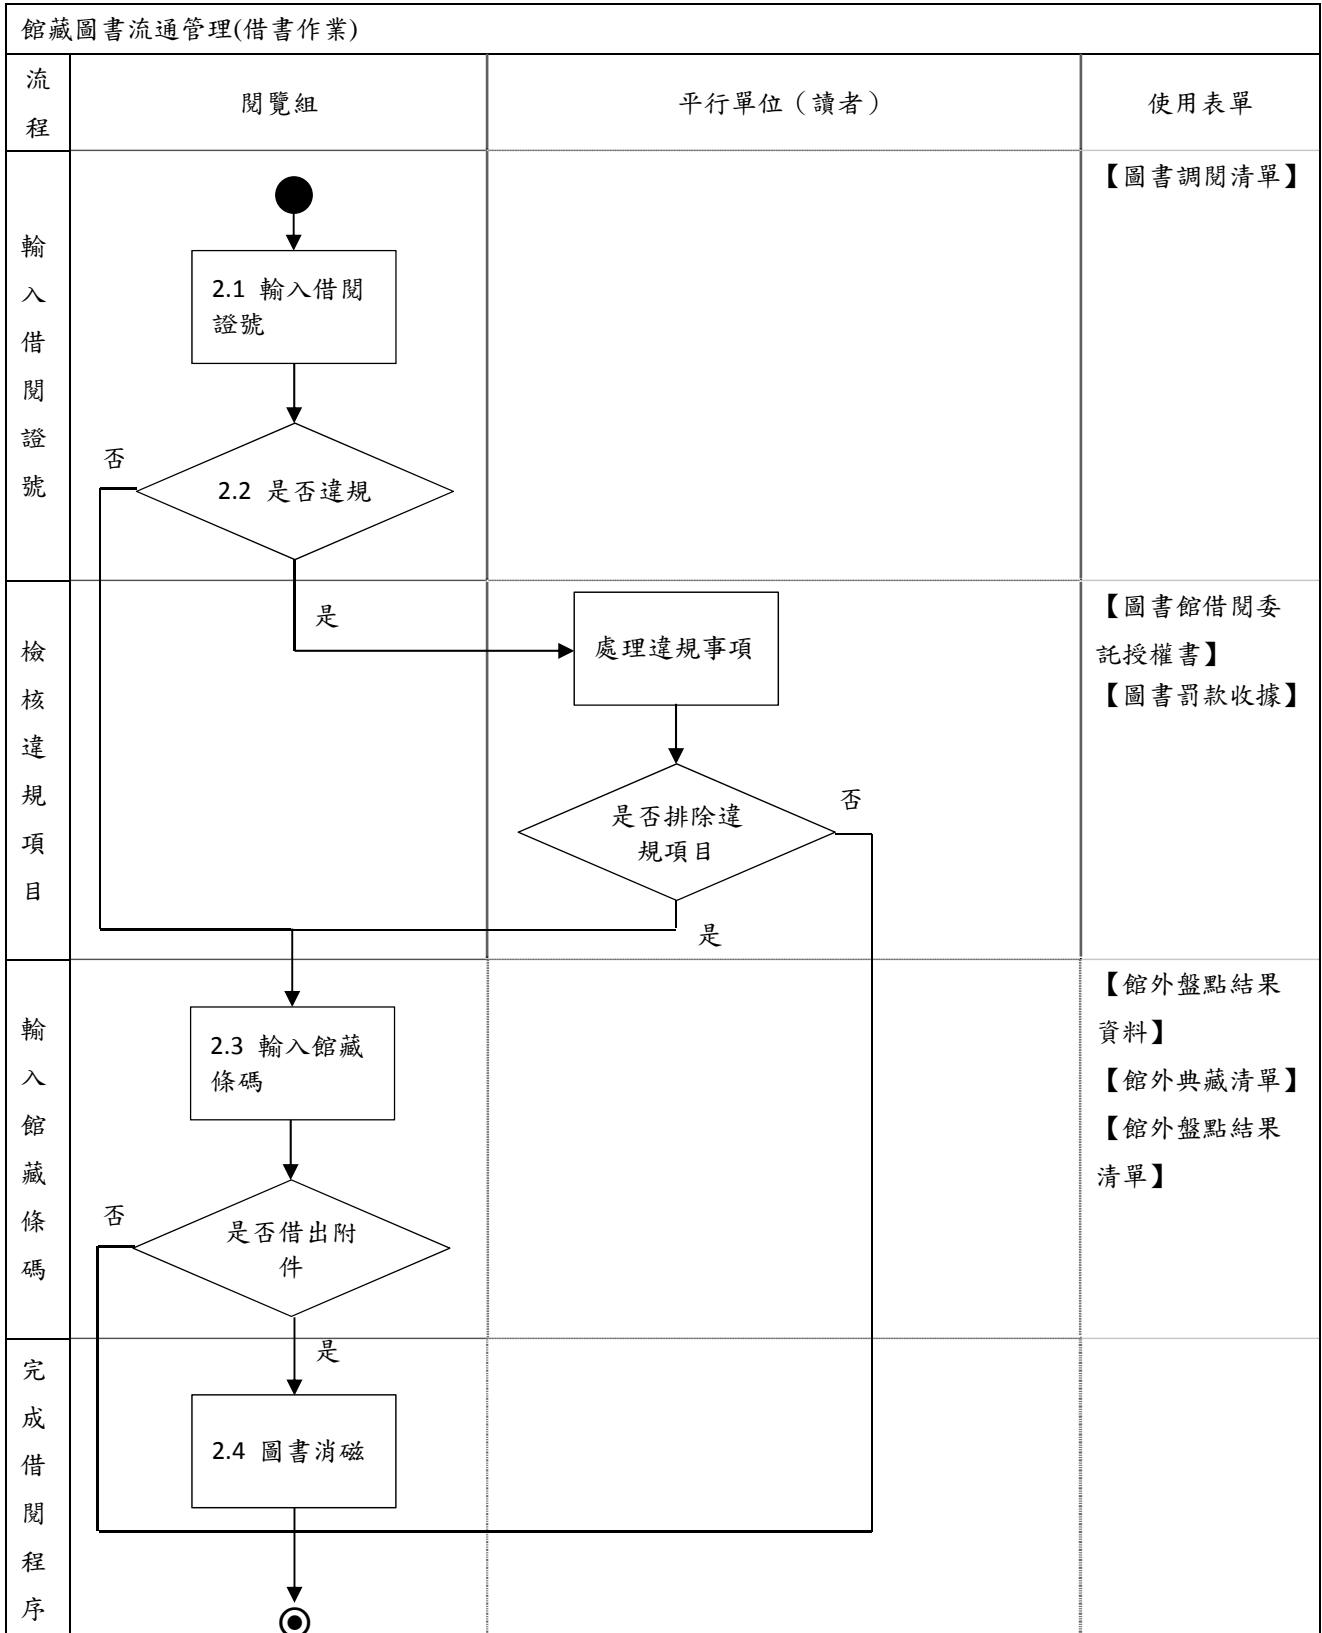 館藏圖書流通管理(借書作業)
流程
閱覽組
平行單位（讀者）
使用表單
輸入借閱證號
2.1 輸入借閱
證號
否
2.2 是否違規
【圖書調閱清單】
檢核違規項目
是
處理違規事項
是否排除違
規項目
否
是
【圖書館借閱委
託授權書】
【圖書罰款收據】
輸入館藏條碼
2.3 輸入館藏
條碼
否
是否借出附
件
【館外盤點結果
資料】
【館外典藏清單】
【館外盤點結果
清單】
完成借閱程序
是
2.4 圖書消磁